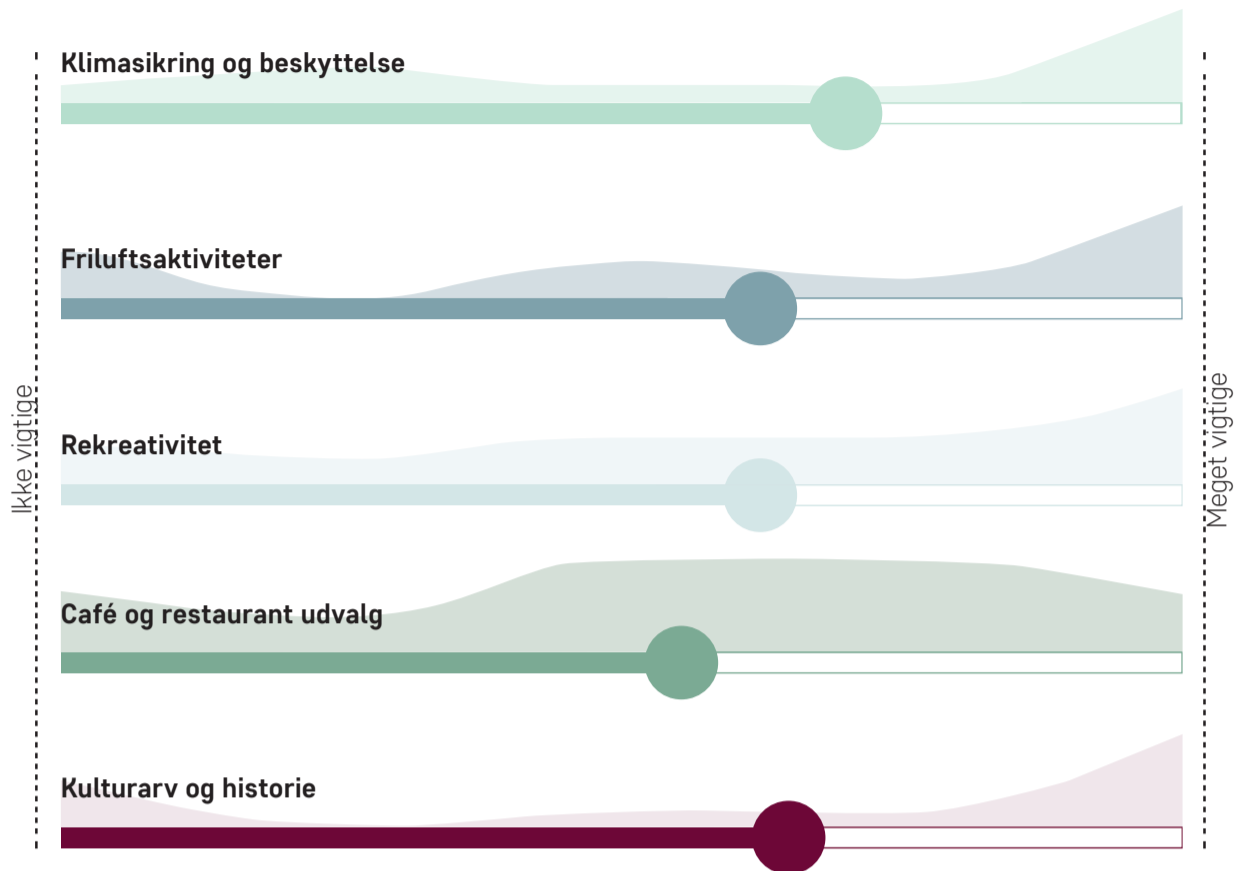 Klimasikring og beskyttelse
Friluftsaktiviteter
Ikke vigtige
Meget vigtige
Rekreativitet
Café og restaurant udvalg
Kulturarv og historie